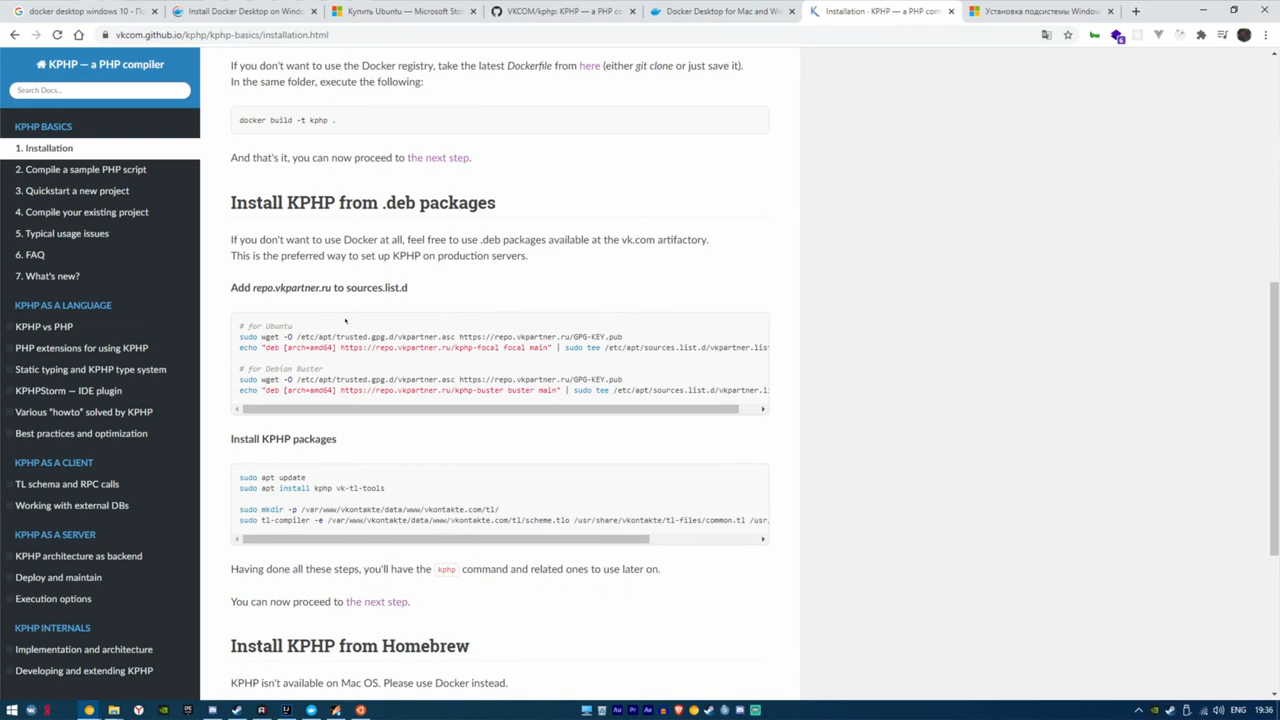 docker desktop windows 10 - По
Install Docker Desktop on Windo
Купить Ubuntu — Microsoft Sto
VKCOM/kphp: KPHP — a PHP c
Docker Desktop for Mac and Wi
Installation - KPHP — a PHP com
Установка подсистемы Window
vkcom.github.io/kphp/kphp-basics/installation.html
KPHP — a PHP compiler
Search Docs...
KPHP BASICS
1. Installation
2. Compile a sample PHP script
3. Quickstart a new project
4. Compile your existing project
5. Typical usage issues
6. FAQ
7. What's new?
KPHP AS A LANGUAGE
KPHP vs PHP
PHP extensions for using KPHP
Static typing and KPHP type system
KPHPStorm — IDE plugin
Various “howto” solved by KPHP
Best practices and optimization
KPHP AS A CLIENT
TL schema and RPC calls
Working with external DBs
KPHP AS A SERVER
KPHP architecture as backend
Deploy and maintain
Execution options
KPHP INTERNALS
Implementation and architecture
Developing and extending KPHP
If you don't want to use the Docker registry, take the latest Dockerfile from here (either git clone or just save it).
In the same folder, execute the following:
docker build -t kphp .
And that's it, you can now proceed to the next step.
Install KPHP from .deb packages
If you don't want to use Docker at all, feel free to use .deb packages available at the vk.com artifactory.
This is the preferred way to set up KPHP on production servers.
Add repo.vkpartner.ru to sources.list.d
# for Ubuntu
sudo wget -O /etc/apt/trusted.gpg.d/vkpartner.asc https://repo.vkpartner.ru/GPG-KEY.pub
echo "deb [arch=amd64] https://repo.vkpartner.ru/kphp-focal focal main" | sudo tee /etc/apt/sources.list.d/vkpartner.lis
# for Debian Buster
sudo wget -O /etc/apt/trusted.gpg.d/vkpartner.asc https://repo.vkpartner.ru/GPG-KEY.pub
echo "deb [arch=amd64] https://repo.vkpartner.ru/kphp-buster buster main" | sudo tee /etc/apt/sources.list.d/vkpartner.li
Install KPHP packages
sudo apt update
sudo apt install kphp vk-tl-tools
sudo mkdir -p /var/www/vkontakte/data/www/vkontakte.com/tl/
sudo tl-compiler -e /var/www/vkontakte/data/www/vkontakte.com/tl/scheme.tlo /usr/share/vkontakte/tl-files/common.tl /usr/
Having done all these steps, you'll have the kphp command and related ones to use later on.
You can now proceed to the next step.
Install KPHP from Homebrew
KPHP isn't available on Mac OS. Please use Docker instead.
ENG 19:36